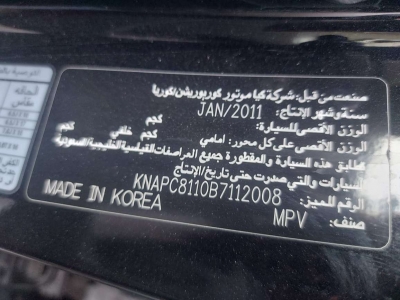 صنعت من قبل: شركة كيا موتور كوربوريشن/كوريا
سنة وشهر الإنتاج: JAN/2011
الوزن الأقصى للسيارة: كجم
الوزن الأقصى على كل محور: امامي كجم خلفي كجم
مطابق هذه السيارة والمقطورة جميع المواصفات القياسية الخليجية السعودية
للسيارات والتي صدرت حتى تاريخ الإنتاج
الرقم المميز: KNAPC8110B7112008
صنف: MPV
MADE IN KOREA